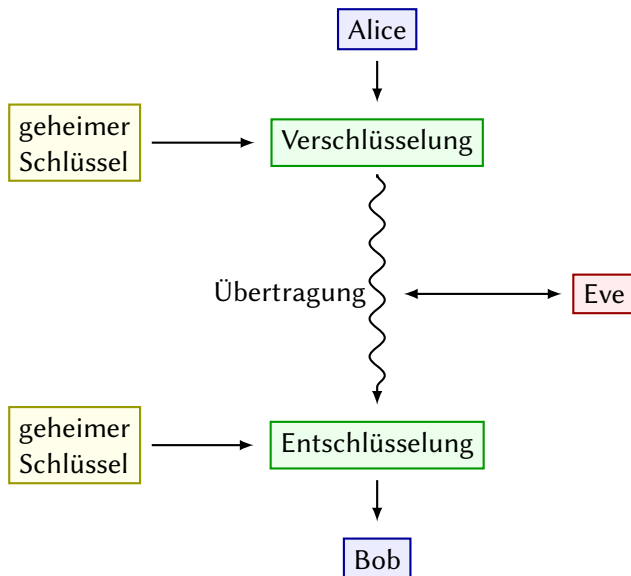 Alice
geheimer
Schlüssel
Verschlüsselung
Übertragung
Eve
geheimer
Schlüssel
Entschlüsselung
Bob